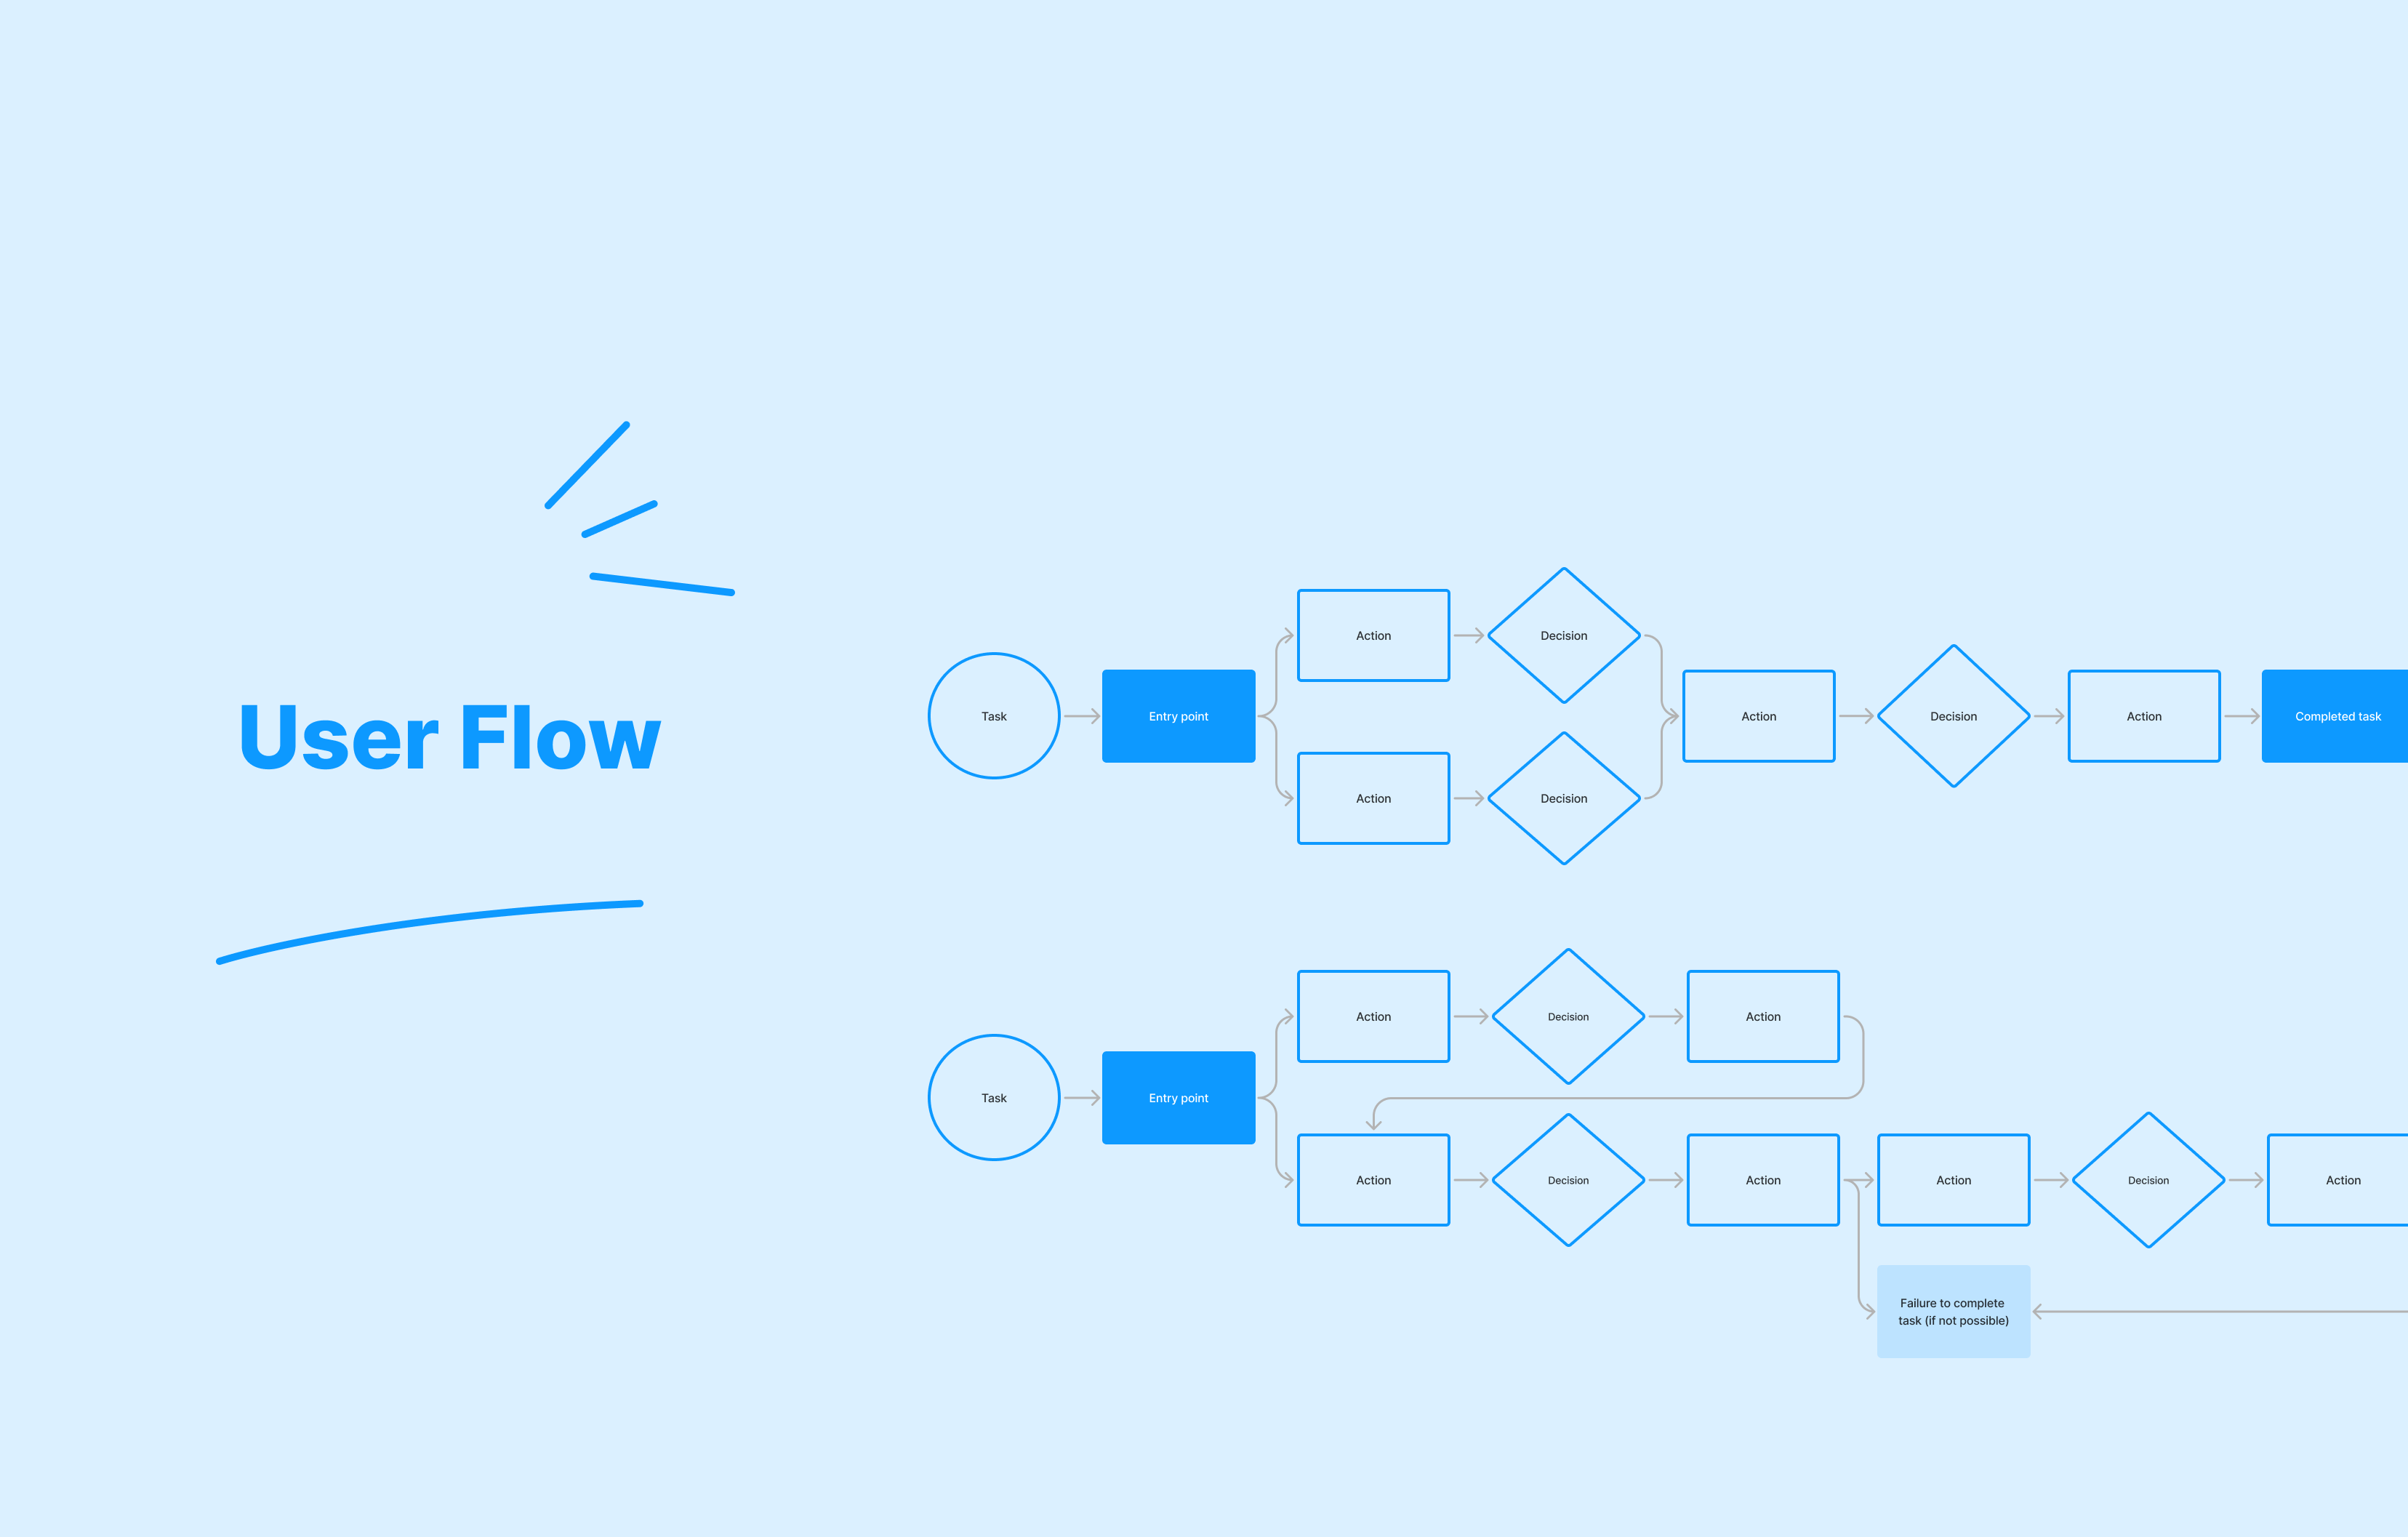 User Flow
Action
Decision
Task
Entry point
Action
Decision
Action
Completed task
Action
Decision
Action
Decision
Action
Task
Entry point
Action
Decision
Action
Action
Decision
Action
Failure to complete
task (if not possible)